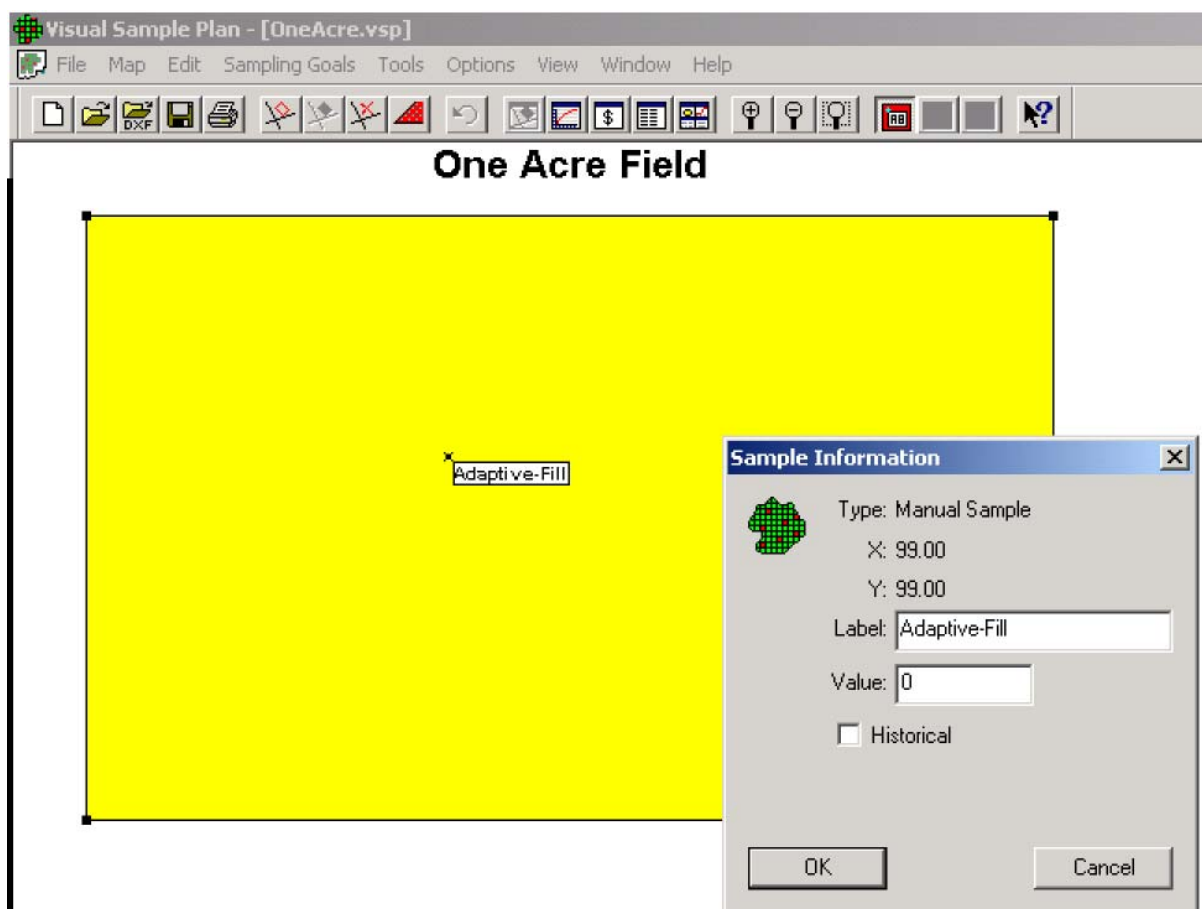 Visual Sample Plan - [OneAcre.vsp]
File Map Edit Sampling Goals Tools Options View Window Help
DXF $ AB ?
One Acre Field
Adaptive-Fill
Sample Information
Type: Manual Sample
X: 99.00
Y: 99.00
Label: Adaptive-Fill
Value: 0
Historical
OK Cancel